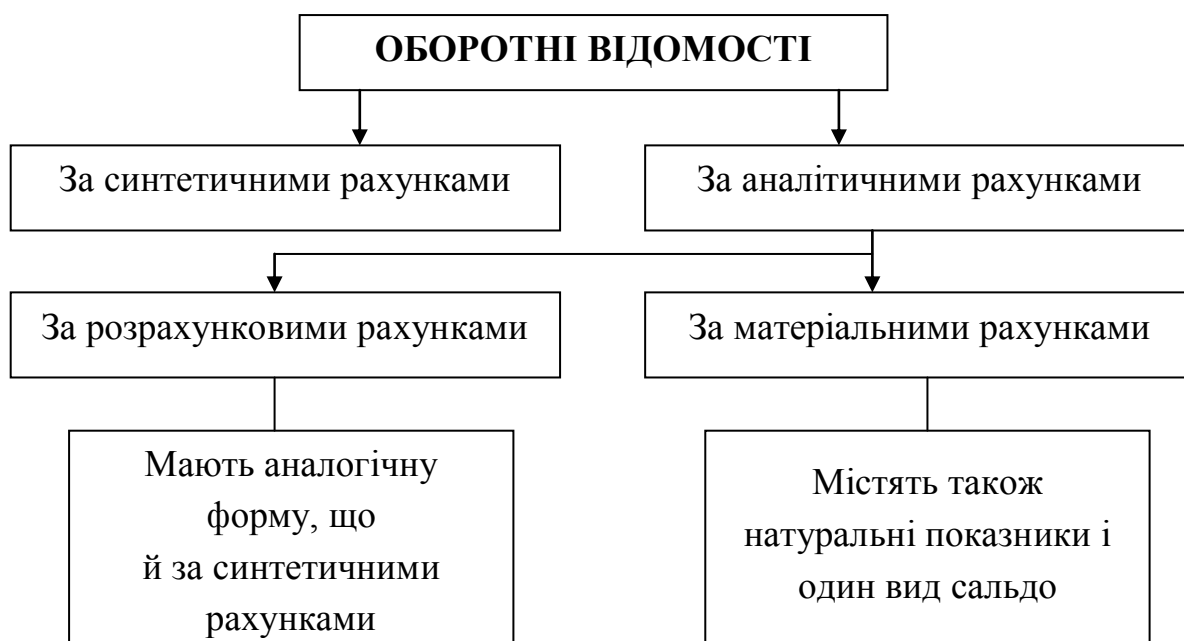 ОБОРОТНІ ВІДОМОСТІ
За синтетичними рахунками
За аналітичними рахунками
За розрахунковими рахунками
За матеріальними рахунками
Мають аналогічну
форму, що
й за синтетичними
рахунками
Містять також
натуральні показники і
один вид сальдо